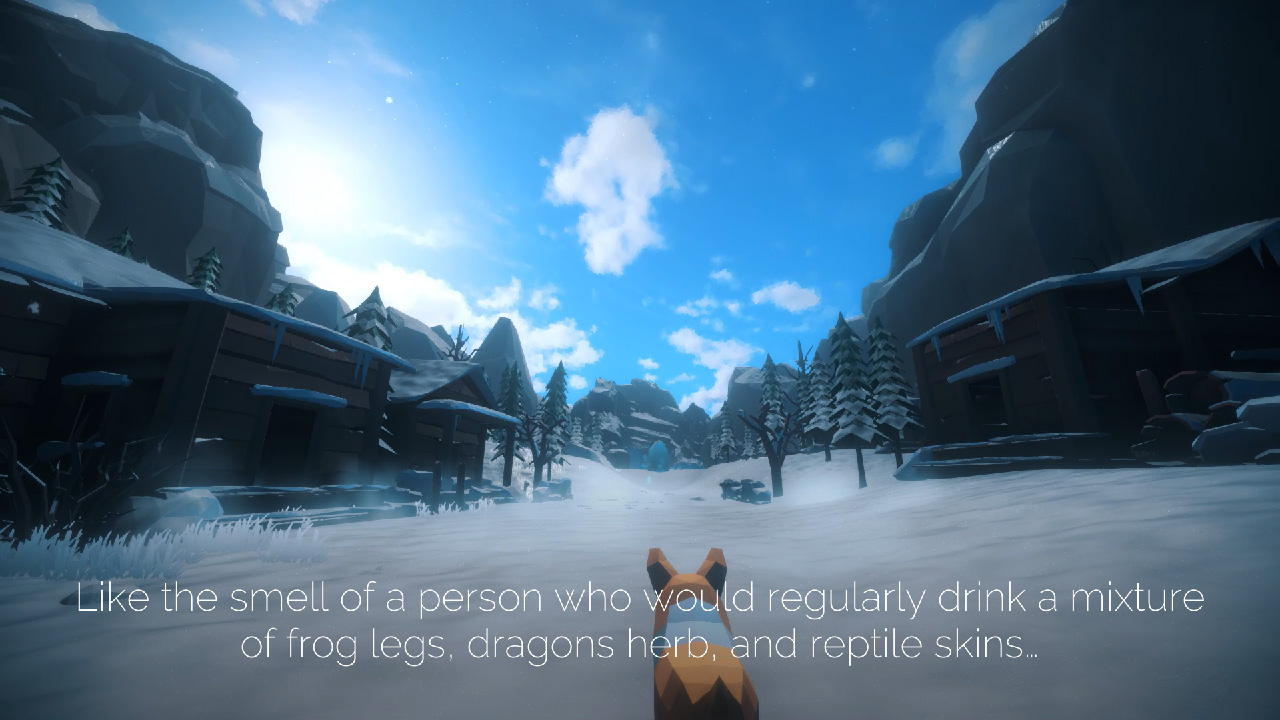 Like the smell of a person who would regularly drink a mixture
of frog legs, dragons herb, and reptile skins…